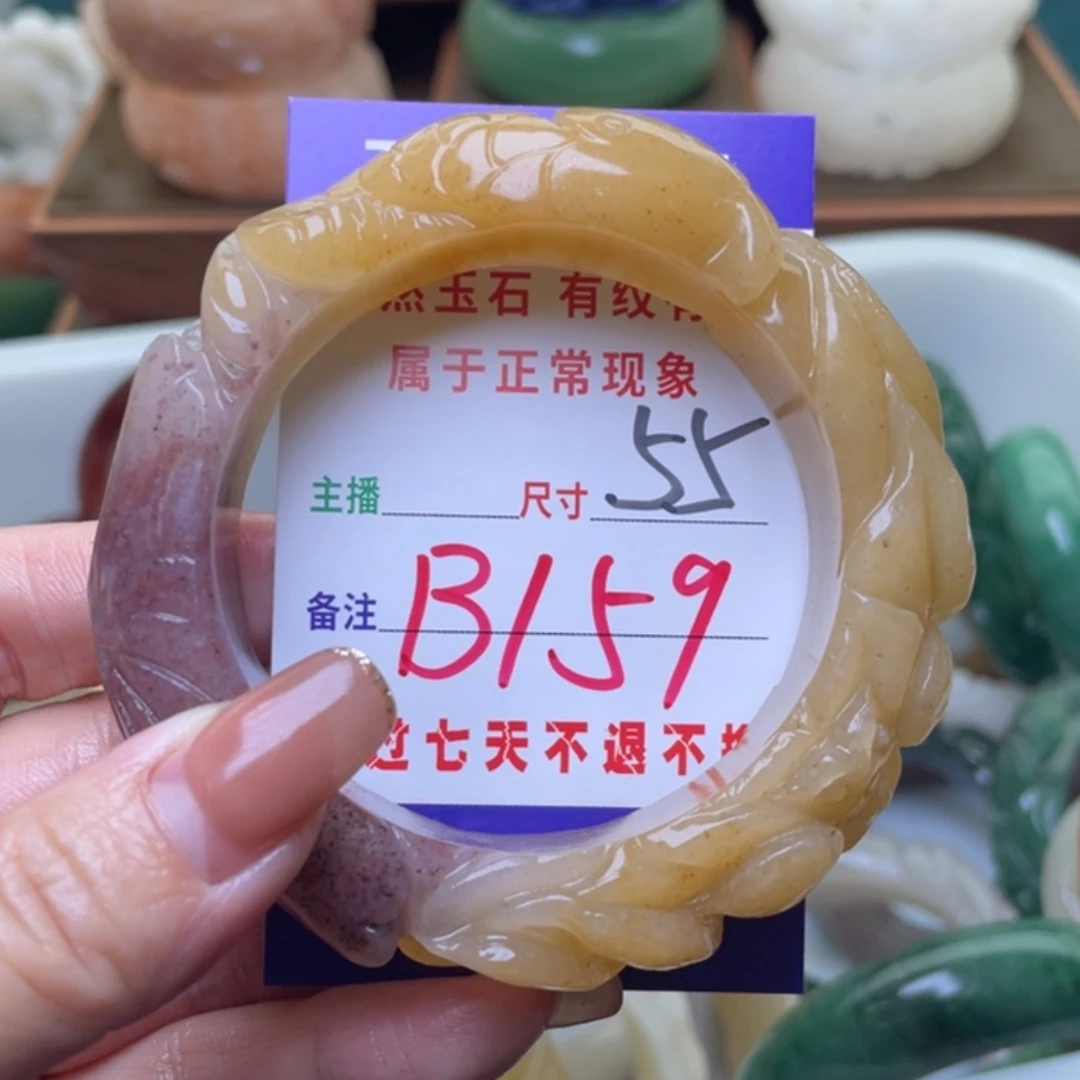 玉石 有纹
属于正常现象
主播 尺寸 55
备注 B159
过七天不退不